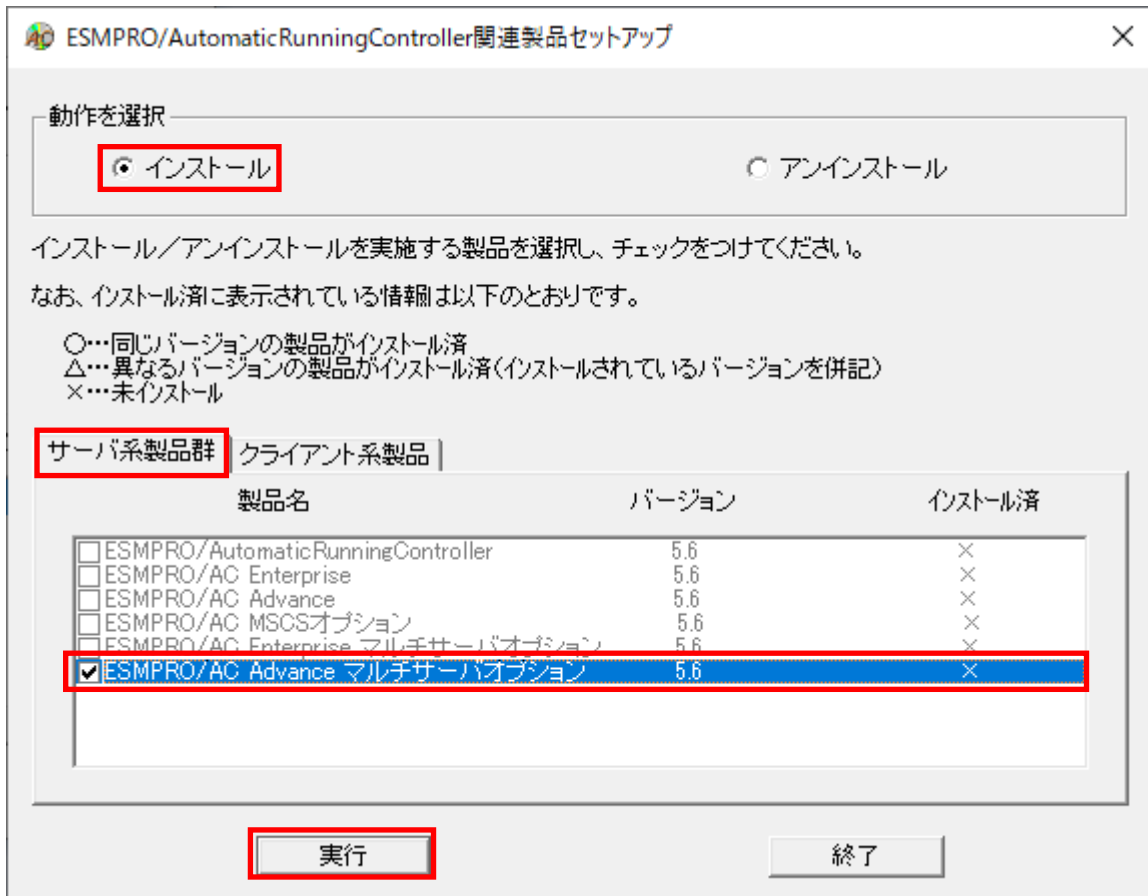 ESMPRO/AutomaticRunningController関連製品セットアップ
動作を選択
インストール アンインストール
インストール／アンインストールを実施する製品を選択し、チェックをつけてください。
なお、インストール済に表示されている情報は以下のとおりです。
○…同じバージョンの製品がインストール済
△…異なるバージョンの製品がインストール済(インストールされているバージョンを併記)
×…未インストール
サーバ系製品群 クライアント系製品
製品名 バージョン インストール済
ESMPRO/AutomaticRunningController 5.6 ×
ESMPRO/AC Enterprise 5.6 ×
ESMPRO/AC Advance 5.6 ×
ESMPRO/AC MSCSオプション 5.6 ×
ESMPRO/AC Enterprise マルチサーバオプション 5.6 ×
ESMPRO/AC Advance マルチサーバオプション 5.6 ×
実行 終了